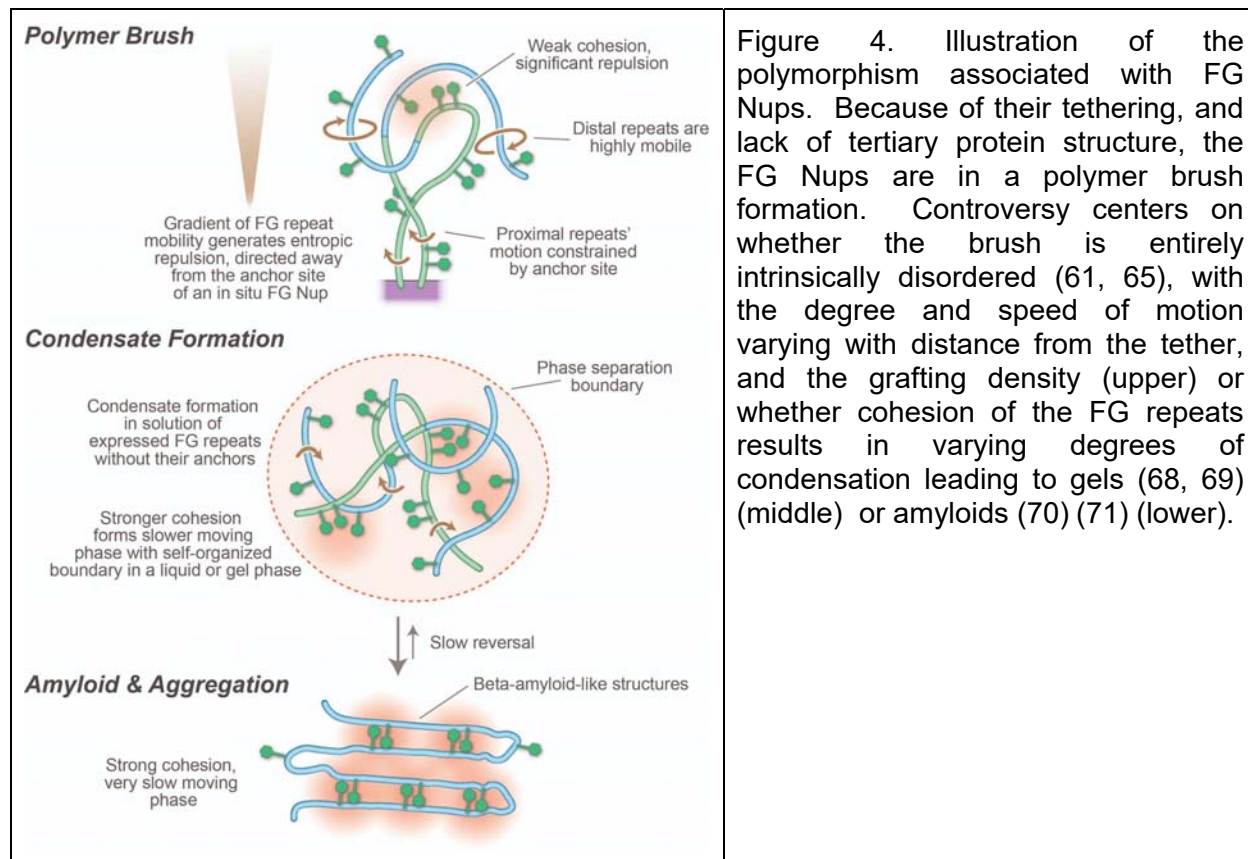 Polymer Brush
Weak cohesion,
significant repulsion
Distal repeats are
highly mobile
Gradient of FG repeat
mobility generates entropic
repulsion, directed away
from the anchor site
of an in situ FG Nup
Proximal repeats'
motion constrained
by anchor site
Condensate Formation
Phase separation
boundary
Condensate formation
in solution of
expressed FG repeats
without their anchors
Stronger cohesion
forms slower moving
phase with self-organized
boundary in a liquid or gel phase
Slow reversal
Amyloid & Aggregation
Beta-amyloid-like structures
Strong cohesion,
very slow moving
phase
Figure 4. Illustration of the
polymorphism associated with FG
Nups. Because of their tethering, and
lack of tertiary protein structure, the
FG Nups are in a polymer brush
formation. Controversy centers on
whether the brush is entirely
intrinsically disordered (61, 65), with
the degree and speed of motion
varying with distance from the tether,
and the grafting density (upper) or
whether cohesion of the FG repeats
results in varying degrees of
condensation leading to gels (68, 69)
(middle) or amyloids (70) (71) (lower).